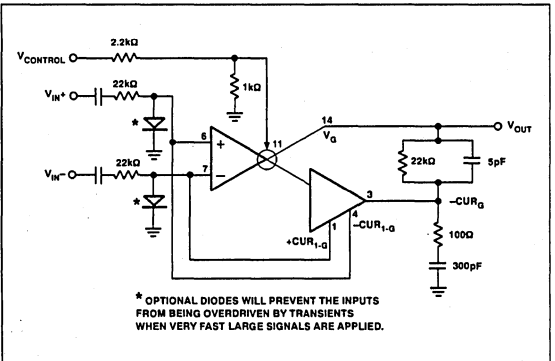 2.2kΩ
VCONTROL
22kΩ
VIN+
1kΩ
*
14
VOUT
VG
11
6
+
22kΩ
5pF
22kΩ
VIN−
7
−
3
−CURG
*
+CUR1-G
1
4
−CUR1-G
100Ω
300pF
* OPTIONAL DIODES WILL PREVENT THE INPUTS
FROM BEING OVERDRIVEN BY TRANSIENTS
WHEN VERY FAST LARGE SIGNALS ARE APPLIED.